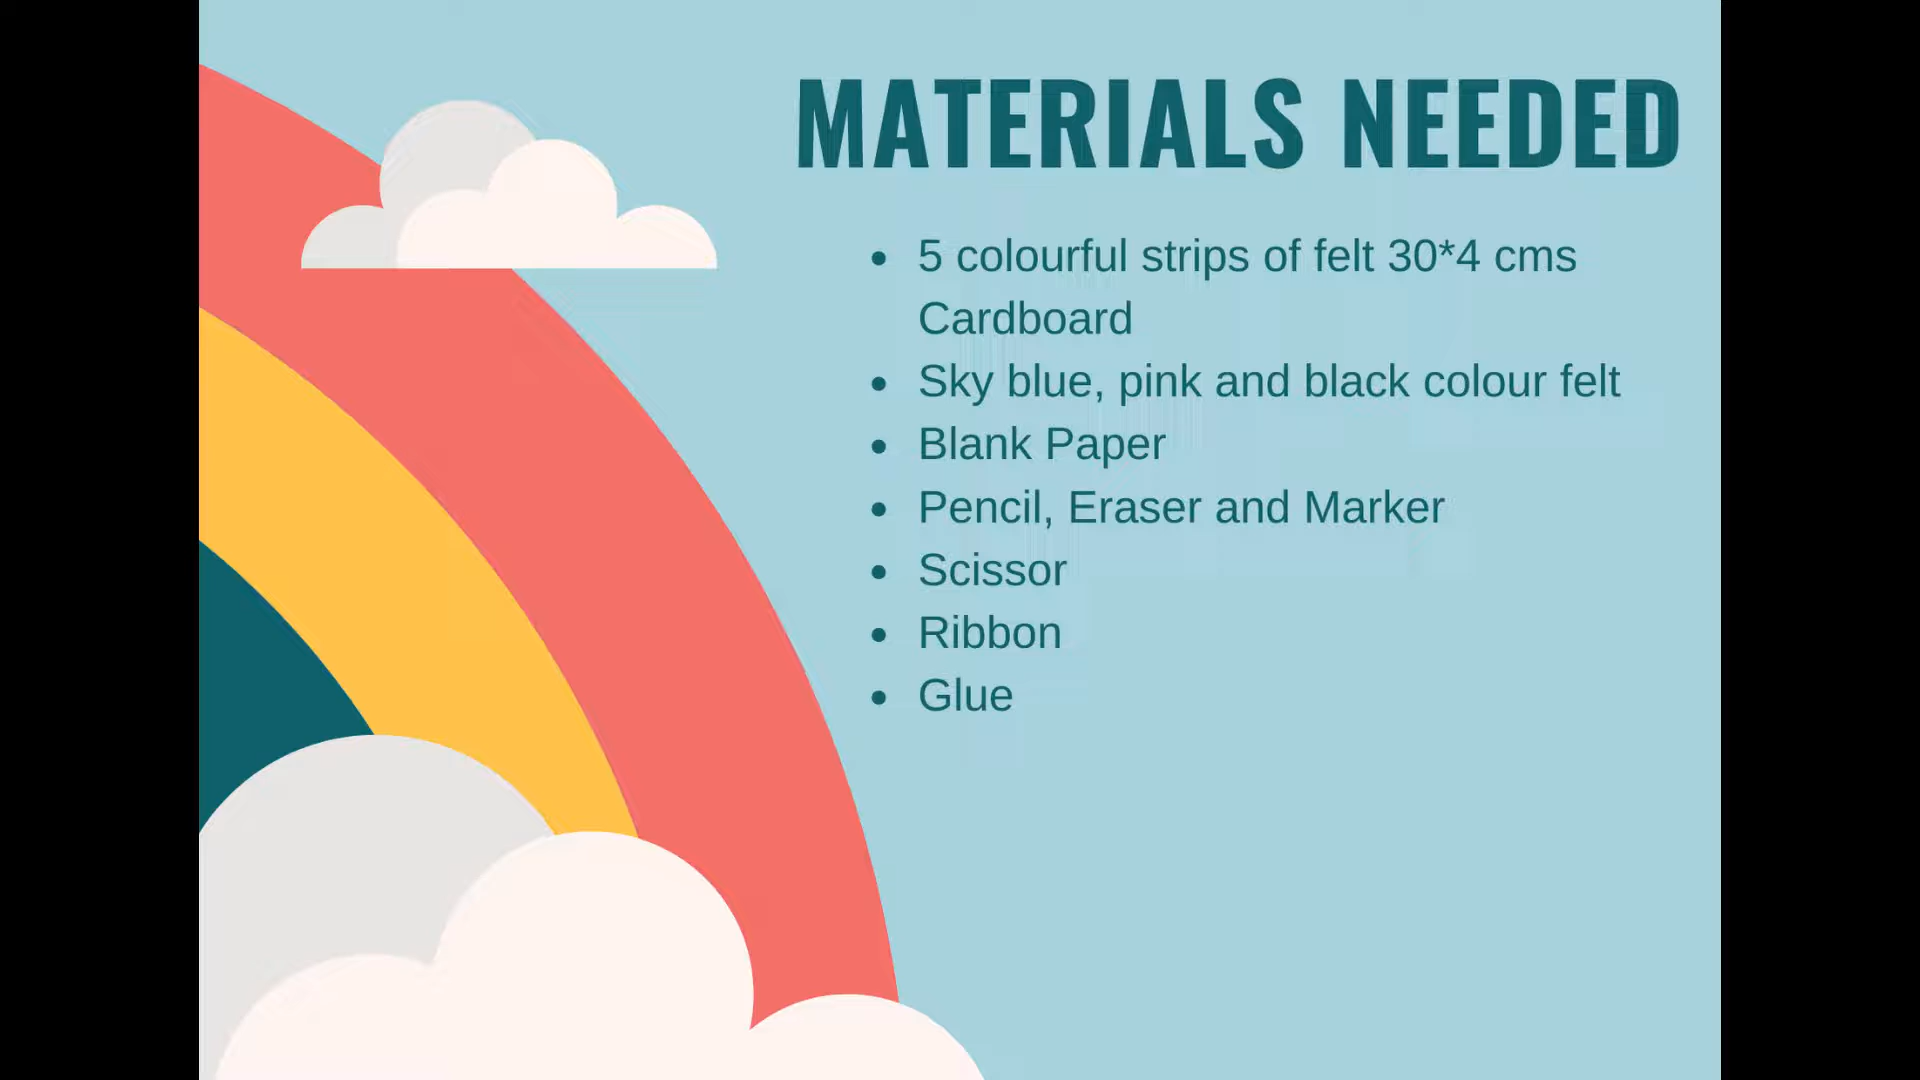 MATERIALS NEEDED
• 5 colourful strips of felt 30*4 cms
Cardboard
• Sky blue, pink and black colour felt
• Blank Paper
• Pencil, Eraser and Marker
• Scissor
• Ribbon
• Glue